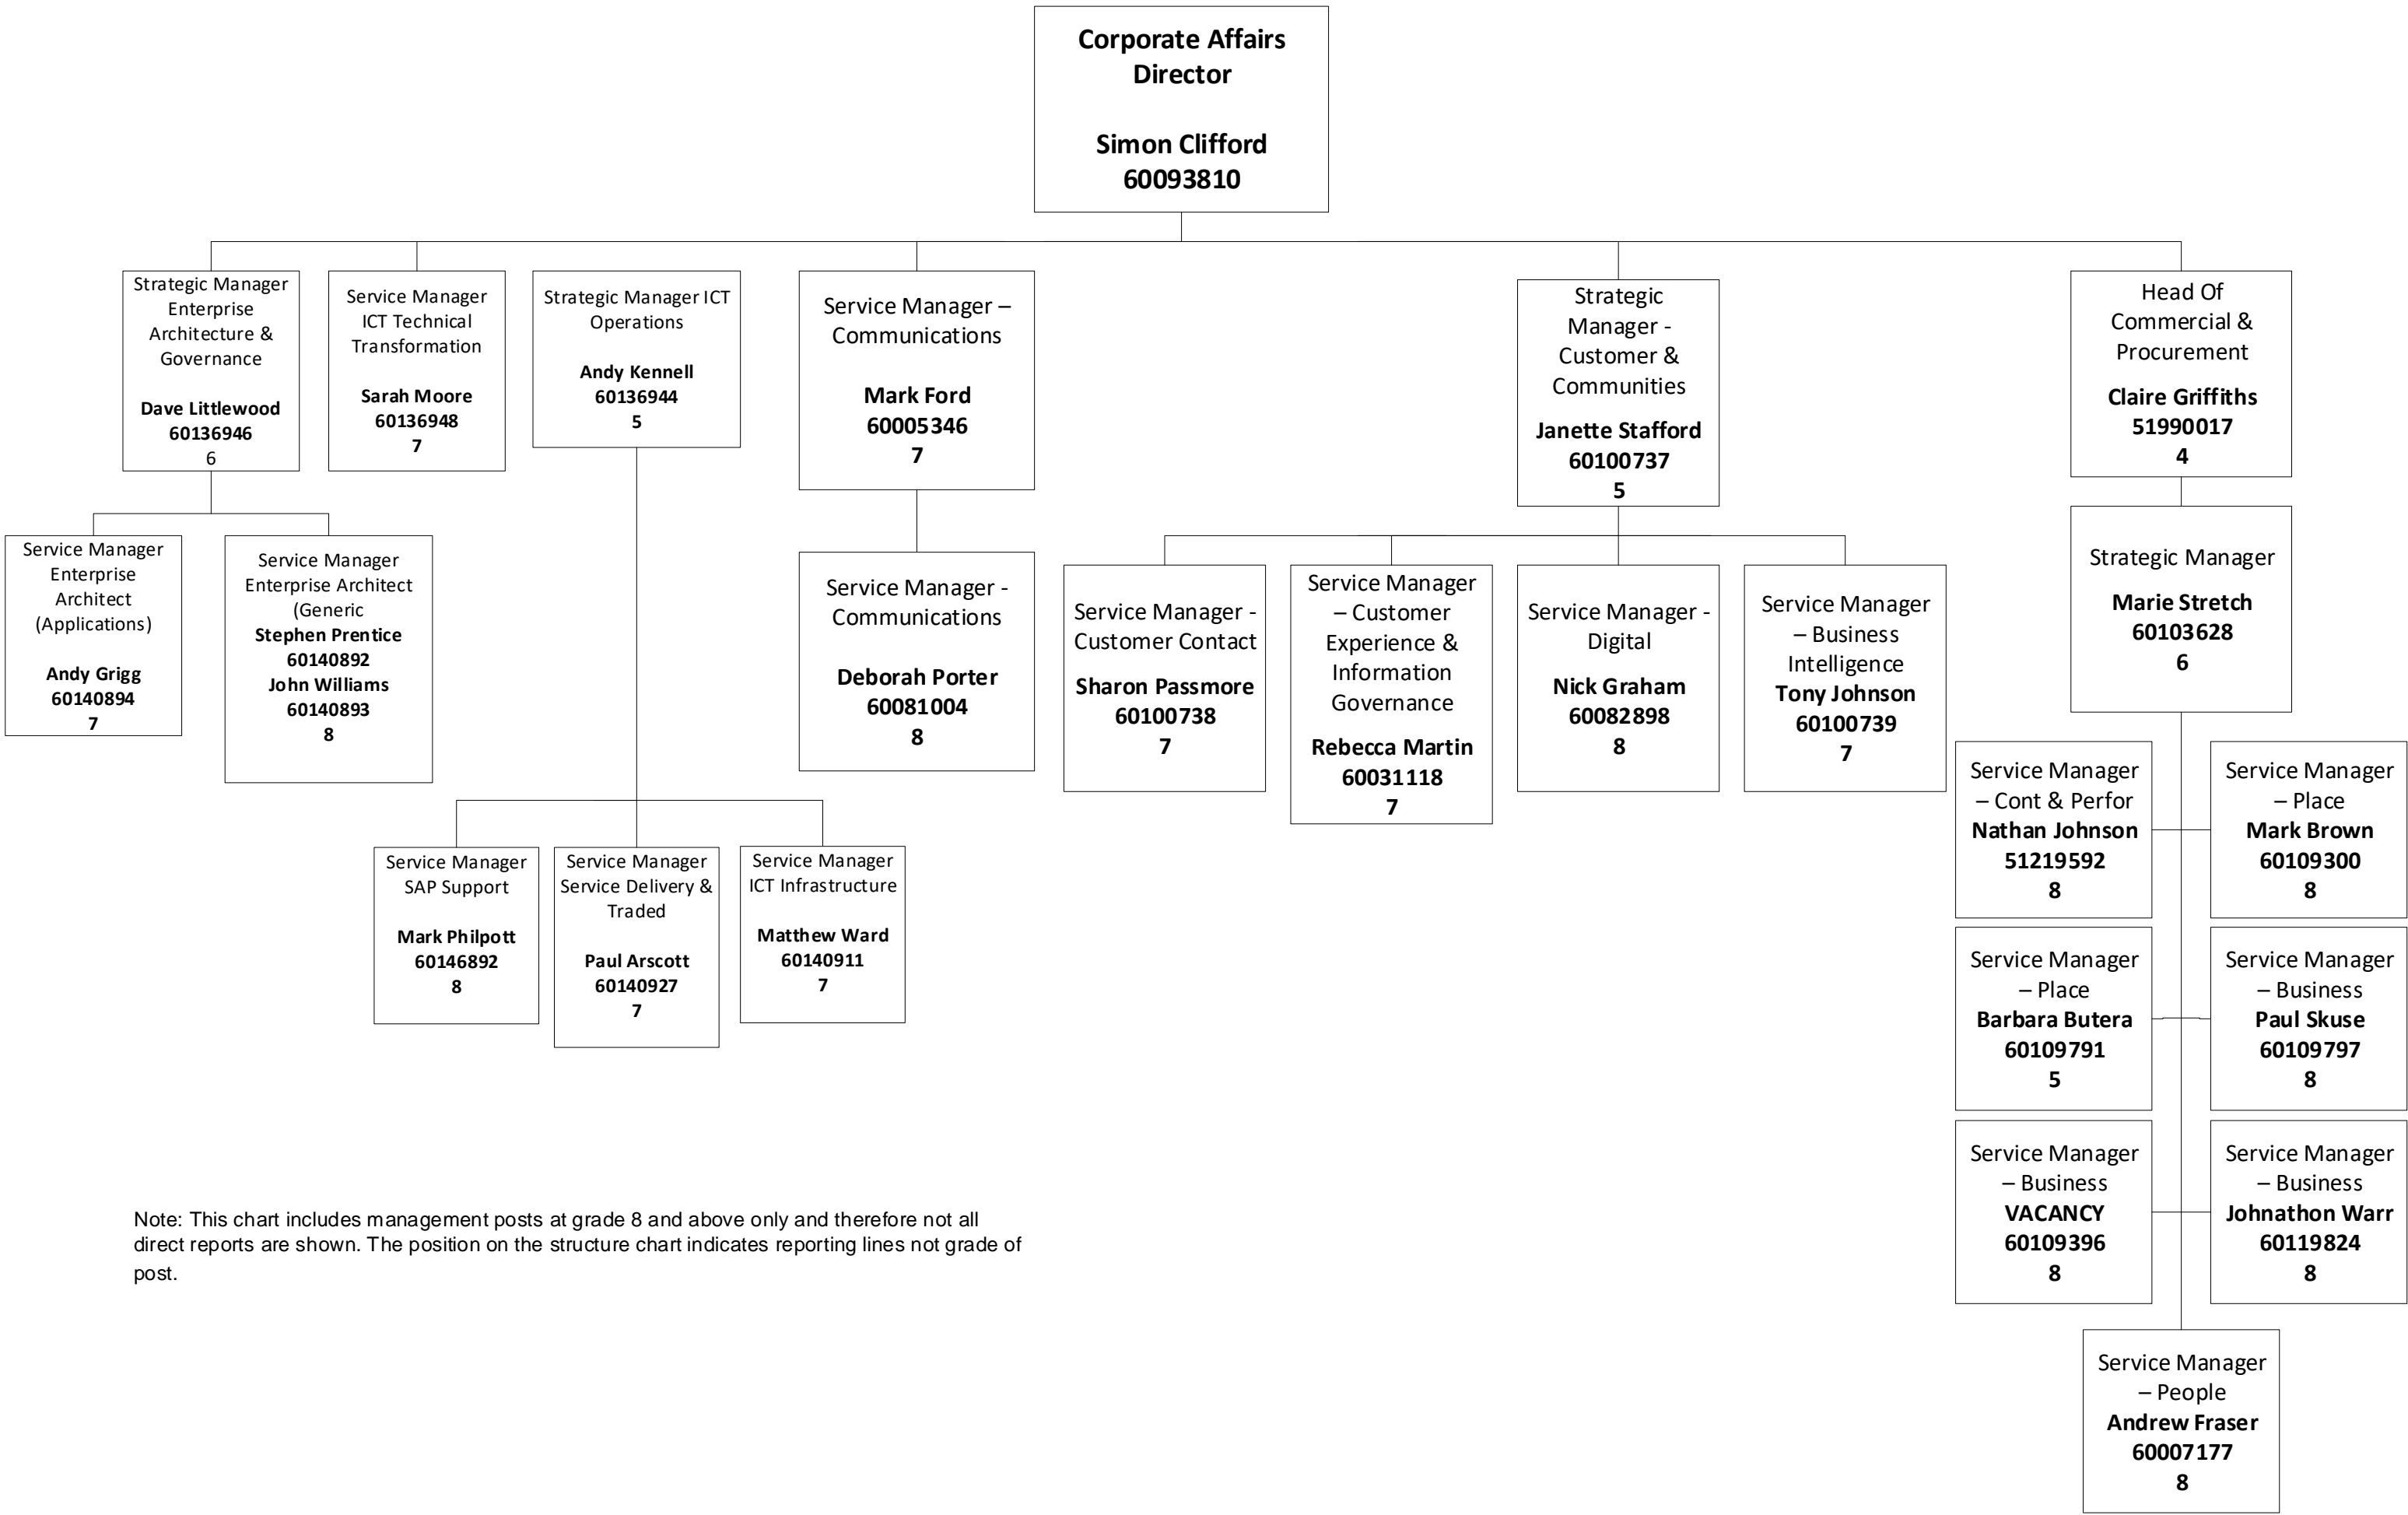 Corporate Affairs
Director
Simon Clifford
60093810
Strategic Manager
Enterprise
Architecture &
Governance
Dave Littlewood
60136946
6
Service Manager
ICT Technical
Transformation
Sarah Moore
60136948
7
Strategic Manager ICT
Operations
Andy Kennell
60136944
5
Service Manager –
Communications
Mark Ford
60005346
7
Strategic
Manager -
Customer &
Communities
Janette Stafford
60100737
5
Head Of
Commercial &
Procurement
Claire Griffiths
51990017
4
Service Manager
Enterprise
Architect
(Applications)
Andy Grigg
60140894
7
Service Manager
Enterprise Architect
(Generic
Stephen Prentice
60140892
John Williams
60140893
8
Service Manager -
Communications
Deborah Porter
60081004
8
Service Manager -
Customer Contact
Sharon Passmore
60100738
7
Service Manager
– Customer
Experience &
Information
Governance
Rebecca Martin
60031118
7
Service Manager -
Digital
Nick Graham
60082898
8
Service Manager
– Business
Intelligence
Tony Johnson
60100739
7
Strategic Manager
Marie Stretch
60103628
6
Service Manager
SAP Support
Mark Philpott
60146892
8
Service Manager
Service Delivery &
Traded
Paul Arscott
60140927
7
Service Manager
ICT Infrastructure
Matthew Ward
60140911
7
Service Manager
– Cont & Perfor
Nathan Johnson
51219592
8
Service Manager
– Place
Mark Brown
60109300
8
Service Manager
– Place
Barbara Butera
60109791
5
Service Manager
– Business
Paul Skuse
60109797
8
Service Manager
– Business
VACANCY
60109396
8
Service Manager
– Business
Johnathon Warr
60119824
8
Service Manager
– People
Andrew Fraser
60007177
8
Note: This chart includes management posts at grade 8 and above only and therefore not all
direct reports are shown. The position on the structure chart indicates reporting lines not grade of
post.